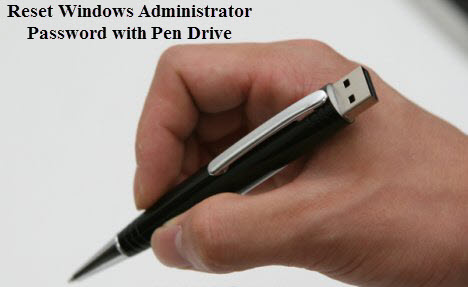 Reset Windows Administrator
Password with Pen Drive